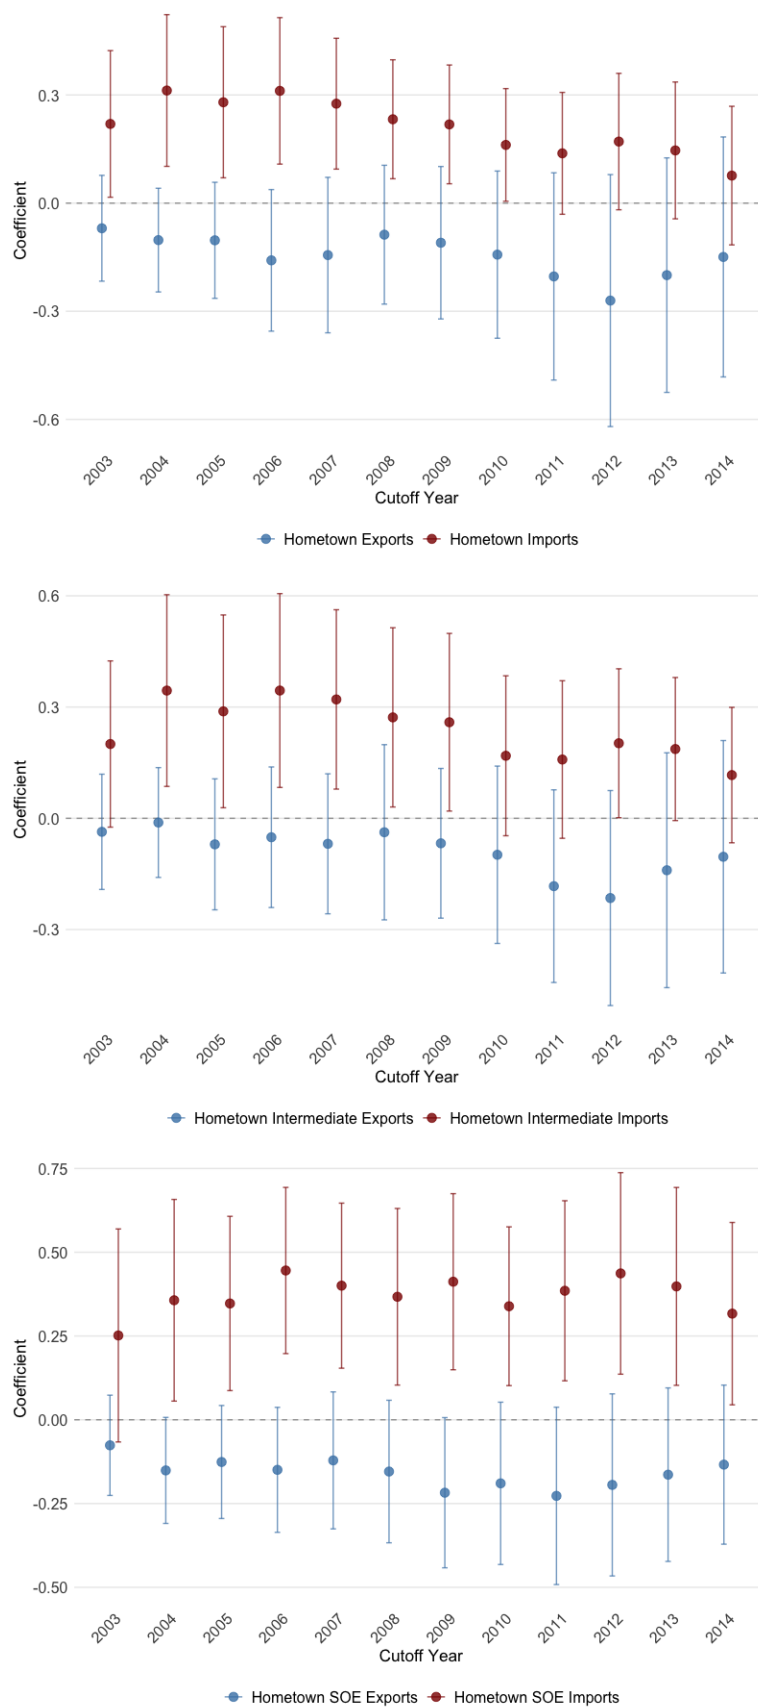 0.3
0.0
-0.3
-0.6
Coefficient
2003 2004 2005 2006 2007 2008 2009 2010 2011 2012 2013 2014
Cutoff Year
Hometown Exports Hometown Imports
0.6
0.3
0.0
-0.3
Coefficient
2003 2004 2005 2006 2007 2008 2009 2010 2011 2012 2013 2014
Cutoff Year
Hometown Intermediate Exports Hometown Intermediate Imports
0.75
0.50
0.25
0.00
-0.25
-0.50
Coefficient
2003 2004 2005 2006 2007 2008 2009 2010 2011 2012 2013 2014
Cutoff Year
Hometown SOE Exports Hometown SOE Imports